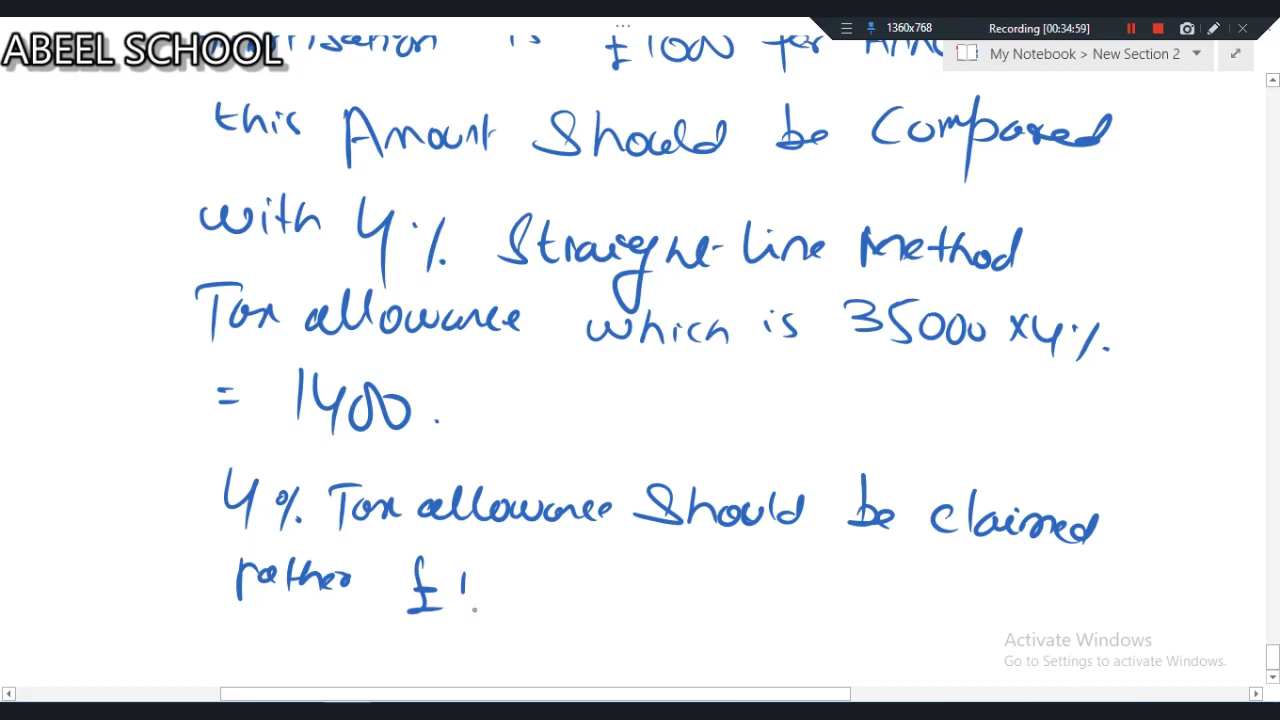 1360x768
Recording [00:34:59]
ABEEL SCHOOL
is £1000 for
My Notebook > New Section 2
this Amount should be Compared
with 4% Straight-line Method
Tax allowance which is 35000 x 4%
= 1400.
4% Tax allowance should be claimed
rather £1
Activate Windows
Go to Settings to activate Windows.